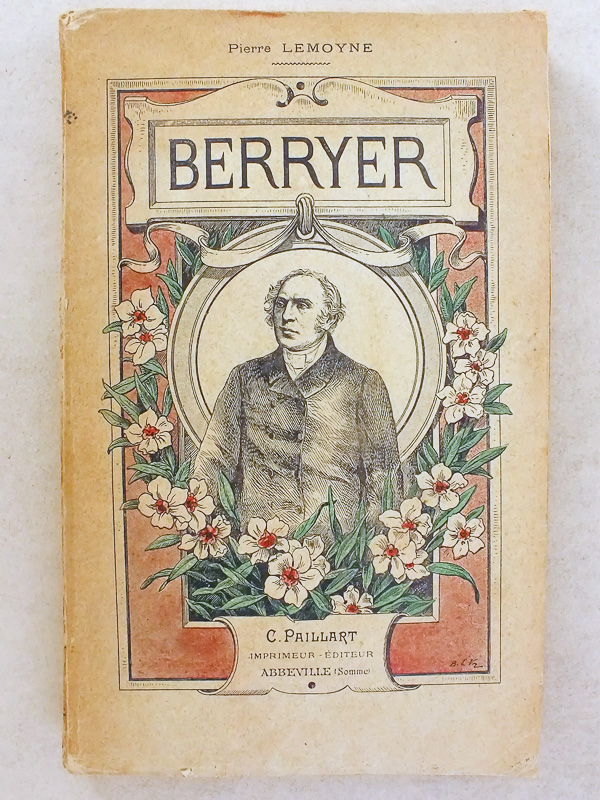 Pierre LEMOYNE
BERRYER
C. PAILLART
IMPRIMEUR - ÉDITEUR
ABBEVILLE (Somme)